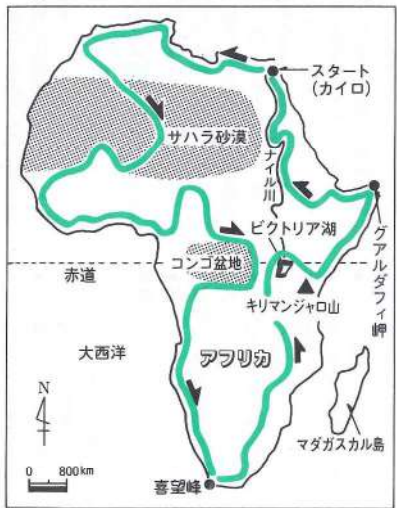 スタート
(カイロ)
サハラ砂漠
ナイル川
ビクトリア湖
グアルダフィ岬
コンゴ盆地
赤道
キリマンジャロ山
大西洋
アフリカ
N
マダガスカル島
0 800km
喜望峰